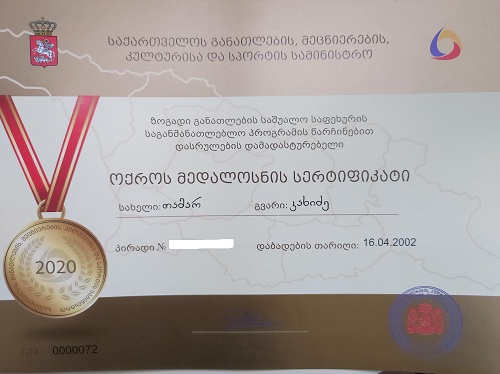 საქართველოს განათლების, მეცნიერების,
კულტურისა და სპორტის სამინისტრო
ზოგადი განათლების საშუალო საფეხურის
საგანმანათლებლო პროგრამის წარჩინებით
დასრულების დამადასტურებელი
ოქროს მედალოსნის სერტიფიკატი
სახელი: თამარ გვარი: კახიძე
პირადი № დაბადების თარიღი: 16.04.2002
2020
0000072